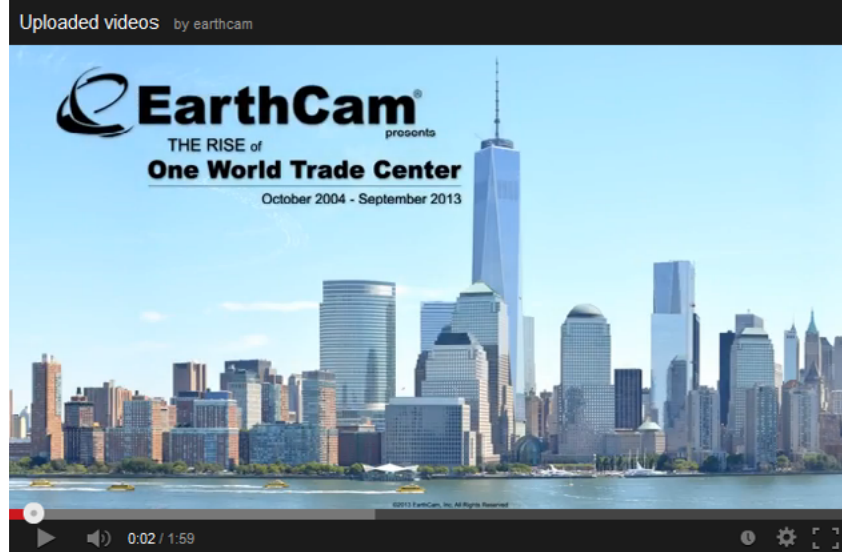 Uploaded videos by earthcam
EarthCam®
presents
THE RISE of
One World Trade Center
October 2004 - September 2013
©2013 EarthCam, Inc. All Rights Reserved
0:02 / 1:59